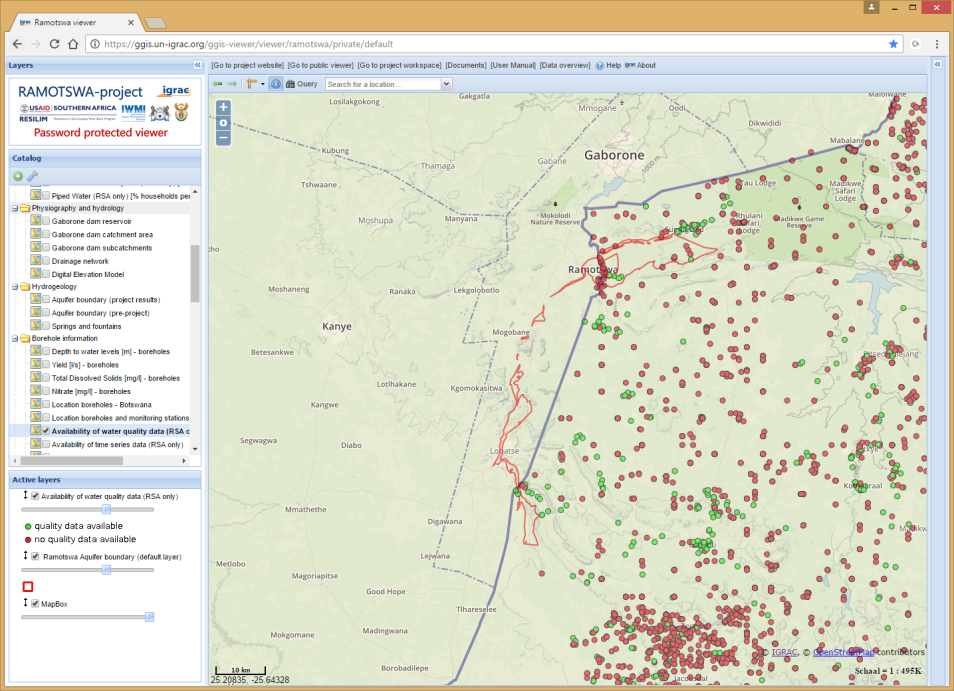 Ramotswa viewer
https://ggis.un-igrac.org/ggis-viewer/viewer/ramotswa/private/default
Layers
[Go to project website] [Go to public viewer] [Go to project workspace] [Documents] [User Manual] [Data overview] Help About
Query
Search for a location ...
RAMOTSWA-project
igrac
USAID SOUTHERN AFRICA
RESILIM
IWMI
Password protected viewer
Catalog
Piped Water (RSA only) [% households per
Physiography and hydrology
Gaborone dam reservoir
Gaborone dam catchment area
Gaborone dam subcatchments
Drainage network
Digital Elevation Model
Hydrogeology
Aquifer boundary (project results)
Aquifer boundary (pre-project)
Springs and fountains
Borehole information
Depth to water levels [m] - boreholes
Yield [l/s] - boreholes
Total Dissolved Solids [mg/l] - boreholes
Nitrate [mg/l] - boreholes
Location boreholes - Botswana
Location boreholes and monitoring stations
Availability of water quality data (RSA o
Availability of time series data (RSA only)
Active layers
Availability of water quality data (RSA only)
quality data available
no quality data available
Ramotswa Aquifer boundary (default layer)
MapBox
Losilakgokong
Gakgatla
Mmopane
Oodi
Dikwididi
Mabalane
Kubung
Gaborone
1000 m
Gabane
Thamaga
Tshwaane
Tau Lodge
Madikwe
Safari
Lodge
Moshupa
Manyana
Mokolodi
Nature Reserve
Rhulani
Safari
Lodge
Madikwe Game
Reserve
Ramotswa
Moshaneng
Ranaka
Lekgolobotlo
Kanye
Mogobane
Betesankwe
Lotlhakane
Kgomokasitwa
Kangwe
Segwagwa
Diabo
Lobatse
Mmathethe
Digawana
Metlobo
Lejwana
Magoriapitse
Good Hope
Tlhareselee
Mokgomane
Madingwana
Borobadilepe
10 km
25.20835, -25.64328
© IGRAC, © OpenStreetMap contributors
Schaal = 1 : 495K